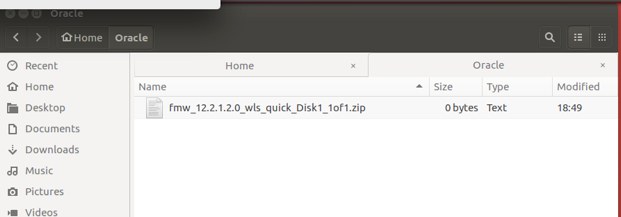 Oracle
Home Oracle
Recent
Home
Desktop
Documents
Downloads
Music
Pictures
Videos
Home × Oracle ×
Name Size Type Modified
fmw_12.2.1.2.0_wls_quick_Disk1_1of1.zip 0 bytes Text 18:49